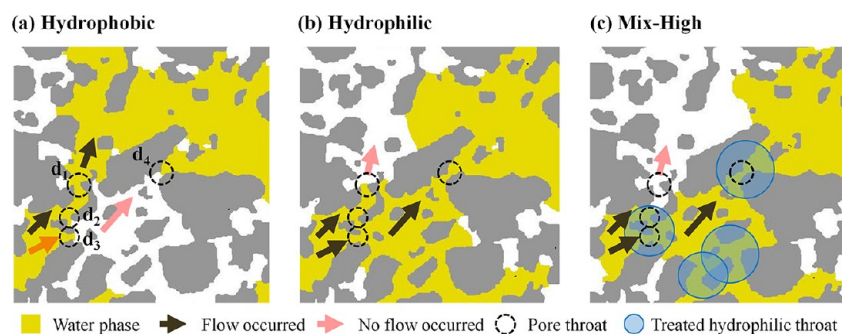 (a) Hydrophobic (b) Hydrophilic (c) Mix-High
d4
d1
d2
d3
Water phase Flow occurred No flow occurred Pore throat Treated hydrophilic throat